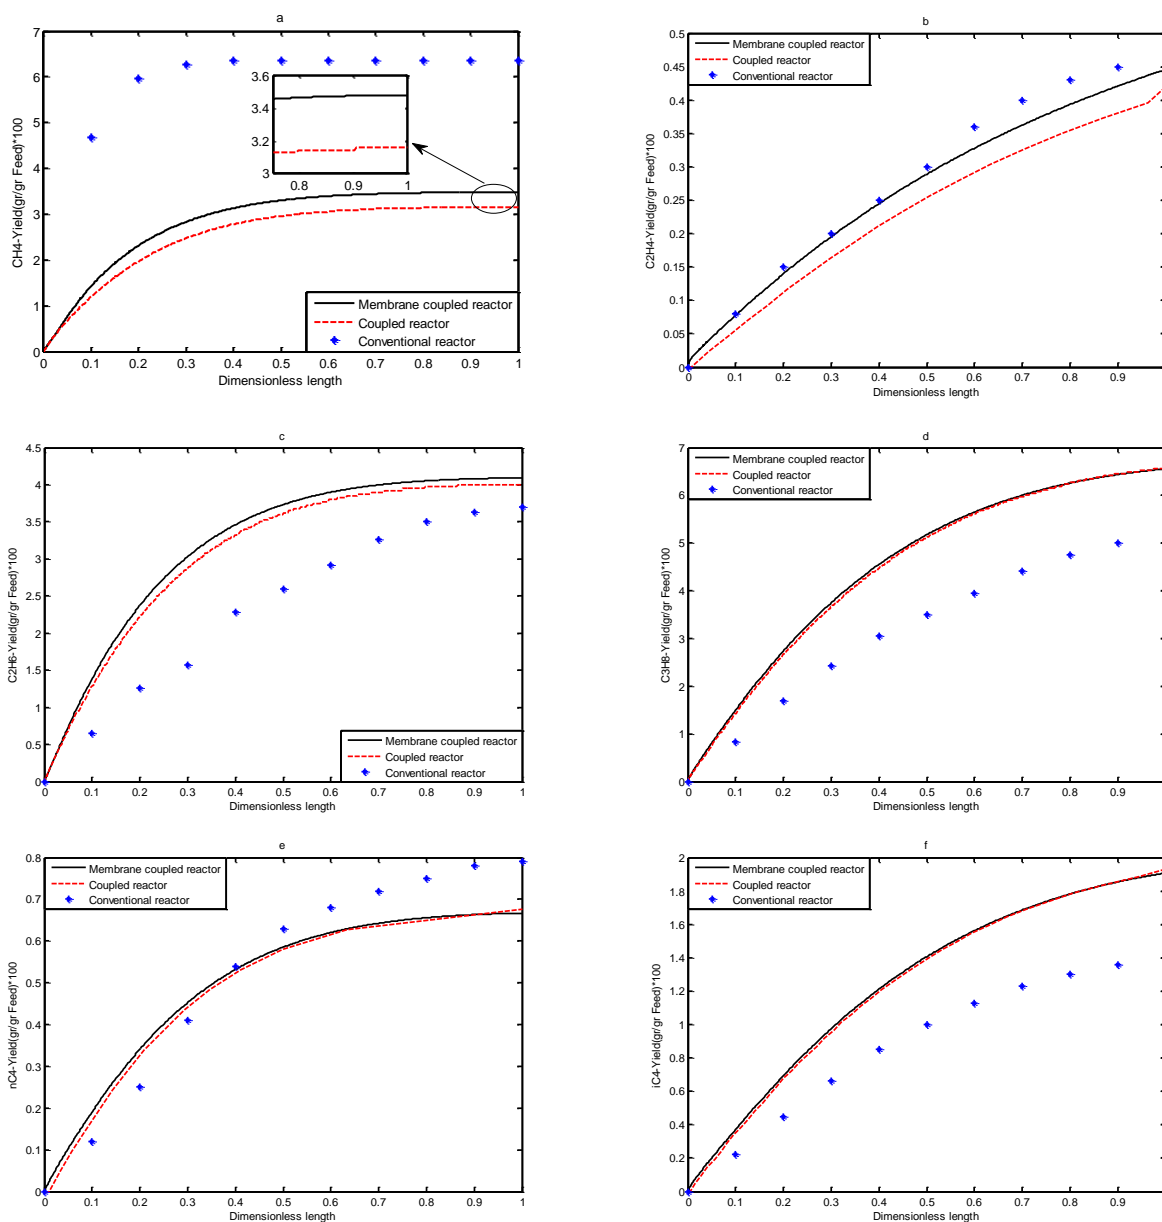 a
CH4-Yield(gr/gr Feed)*100
7
6
5
4
3
2
1
0
3.6
3.4
3.2
3
0.8
0.9
1
Membrane coupled reactor
Coupled reactor
Conventional reactor
0.1 0.2 0.3 0.4 0.5 0.6 0.7 0.8 0.9 1
Dimensionless length
b
C2H4-Yield(gr/gr Feed)*100
0.5
0.45
0.4
0.35
0.3
0.25
0.2
0.15
0.1
0.05
0
Membrane coupled reactor
Coupled reactor
Conventional reactor
0 0.1 0.2 0.3 0.4 0.5 0.6 0.7 0.8 0.9
Dimensionless length
c
C2H6-Yield(gr/gr Feed)*100
4.5
4
3.5
3
2.5
2
1.5
1
0.5
0
Membrane coupled reactor
Coupled reactor
Conventional reactor
0 0.1 0.2 0.3 0.4 0.5 0.6 0.7 0.8 0.9 1
Dimensionless length
d
C3H8-Yield(gr/gr Feed)*100
7
6
5
4
3
2
1
0
Membrane coupled reactor
Coupled reactor
Conventional reactor
0 0.1 0.2 0.3 0.4 0.5 0.6 0.7 0.8 0.9
Dimensionless length
e
nC4-Yield(gr/gr Feed)*100
0.8
0.7
0.6
0.5
0.4
0.3
0.2
0.1
0
Membrane coupled reactor
Coupled reactor
Conventional reactor
0 0.1 0.2 0.3 0.4 0.5 0.6 0.7 0.8 0.9 1
Dimensionless length
f
iC4-Yield(gr/gr Feed)*100
2
1.8
1.6
1.4
1.2
1
0.8
0.6
0.4
0.2
0
Membrane coupled reactor
Coupled reactor
Conventional reactor
0 0.1 0.2 0.3 0.4 0.5 0.6 0.7 0.8 0.9
Dimensionless length